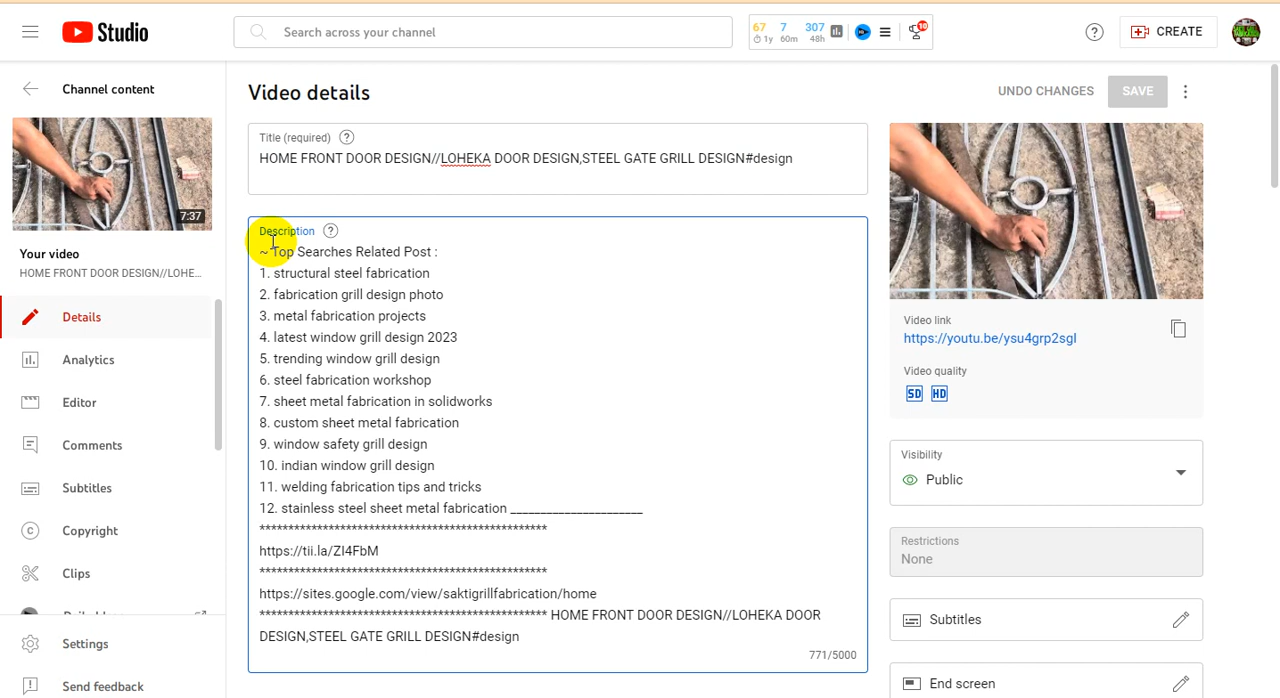 Studio
Search across your channel
67 7 307
1y 60m 48h
10
CREATE
Channel content
7:37
Your video
HOME FRONT DOOR DESIGN//LOHE...
Details
Analytics
Editor
Comments
Subtitles
Copyright
Clips
Settings
Send feedback
Video details
UNDO CHANGES
SAVE
Title (required)
HOME FRONT DOOR DESIGN//LOHEKA DOOR DESIGN,STEEL GATE GRILL DESIGN#design
Description
~ Top Searches Related Post :
1. structural steel fabrication
2. fabrication grill design photo
3. metal fabrication projects
4. latest window grill design 2023
5. trending window grill design
6. steel fabrication workshop
7. sheet metal fabrication in solidworks
8. custom sheet metal fabrication
9. window safety grill design
10. indian window grill design
11. welding fabrication tips and tricks
12. stainless steel sheet metal fabrication ______________________
**************************************************
https://tii.la/ZI4FbM
**************************************************
https://sites.google.com/view/saktigrillfabrication/home
************************************************** HOME FRONT DOOR DESIGN//LOHEKA DOOR
DESIGN,STEEL GATE GRILL DESIGN#design
771/5000
Video link
https://youtu.be/ysu4grp2sgI
Video quality
SD HD
Visibility
Public
Restrictions
None
Subtitles
End screen